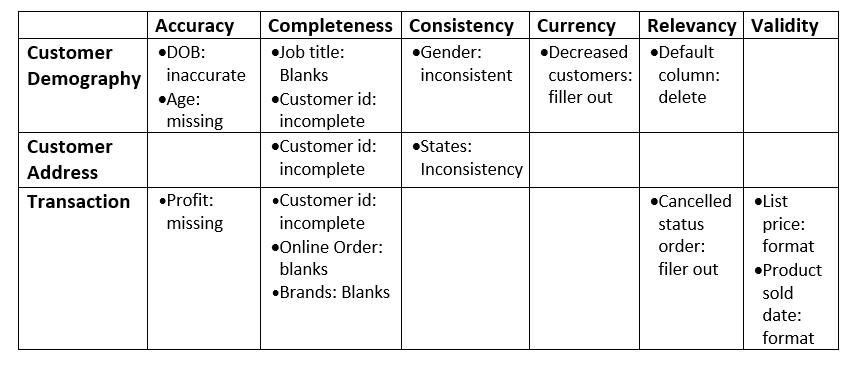 Accuracy Completeness Consistency Currency Relevancy Validity
Customer
Demography
•DOB:
inaccurate
•Age:
missing
•Job title:
Blanks
•Customer id:
incomplete
•Gender:
inconsistent
•Decreased
customers:
filler out
•Default
column:
delete
Customer
Address
•Customer id:
incomplete
•States:
Inconsistency
Transaction
•Profit:
missing
•Customer id:
incomplete
•Online Order:
blanks
•Brands: Blanks
•Cancelled
status
order:
filer out
•List
price:
format
•Product
sold
date:
format